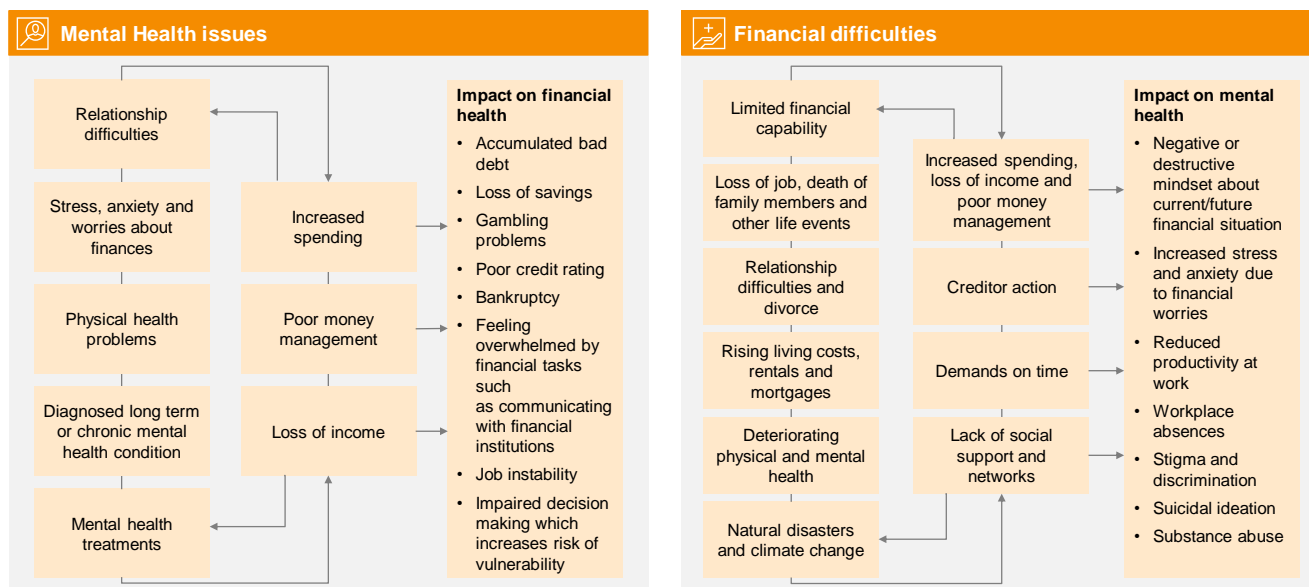 Mental Health issues
Relationship
difficulties
Stress, anxiety and
worries about
finances
Physical health
problems
Diagnosed long term
or chronic mental
health condition
Mental health
treatments
Increased
spending
Poor money
management
Loss of income
Impact on financial
health
• Accumulated bad
debt
• Loss of savings
• Gambling
problems
• Poor credit rating
• Bankruptcy
• Feeling
overwhelmed by
financial tasks
such
as communicating
with financial
institutions
• Job instability
• Impaired decision
making which
increases risk of
vulnerability
Financial difficulties
Limited financial
capability
Loss of job, death of
family members and
other life events
Relationship
difficulties and
divorce
Rising living costs,
rentals and
mortgages
Deteriorating
physical and mental
health
Natural disasters
and climate change
Increased spending,
loss of income and
poor money
management
Creditor action
Demands on time
Lack of social
support and
networks
Impact on mental
health
• Negative or
destructive
mindset about
current/future
financial situation
• Increased stress
and anxiety due
to financial
worries
• Reduced
productivity at
work
• Workplace
absences
• Stigma and
discrimination
• Suicidal ideation
• Substance abuse